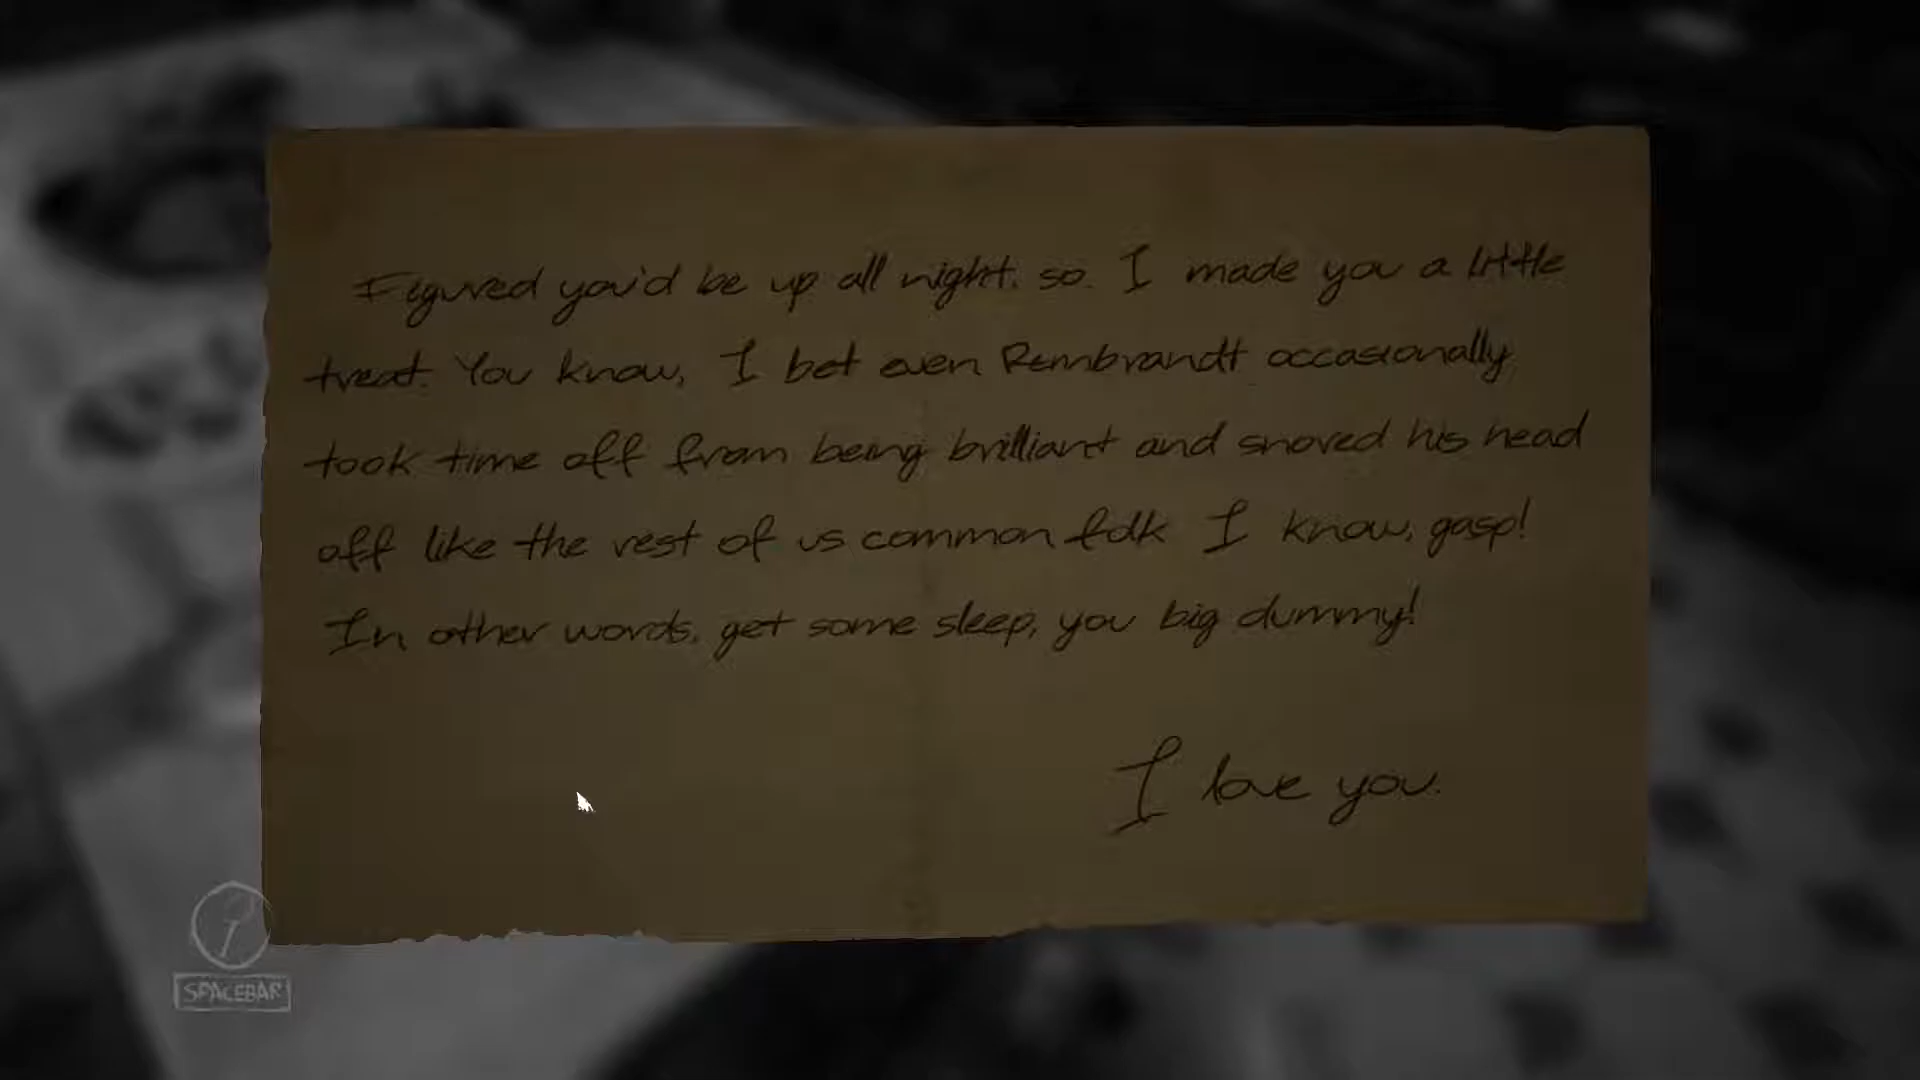 Figured you'd be up all night, so I made you a little
treat. You know, I bet even Rembrandt occasionally
took time off from being brilliant and snored his head
off like the rest of us common folk I know, gasp!
In other words, get some sleep, you big dummy!
I love you.
SPACEBAR